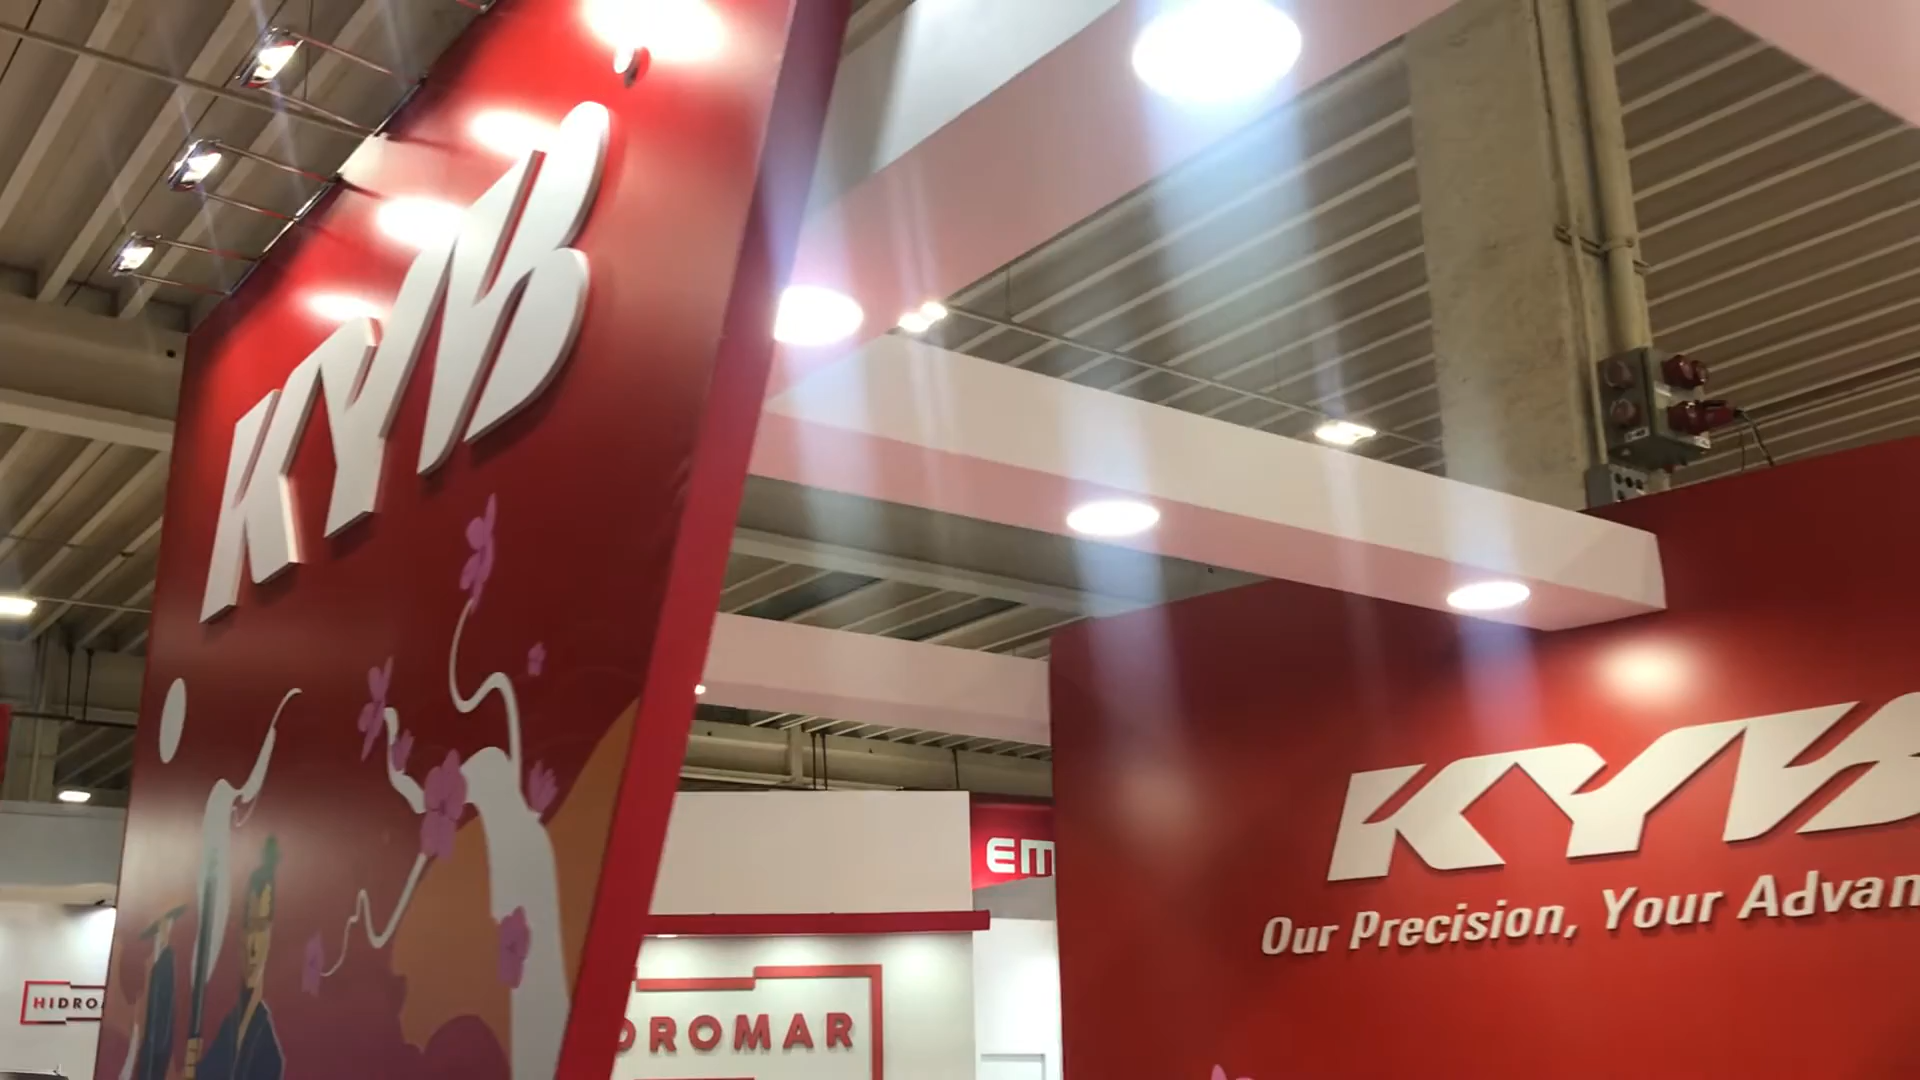 KYB
KYB
Our Precision, Your Advan
EM
HIDRO
DROMAR